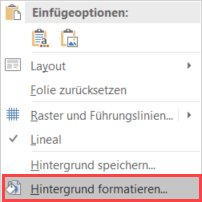 Einfügeoptionen:
Layout
Folie zurücksetzen
Raster und Führungslinien...
Lineal
Hintergrund speichern...
Hintergrund formatieren...